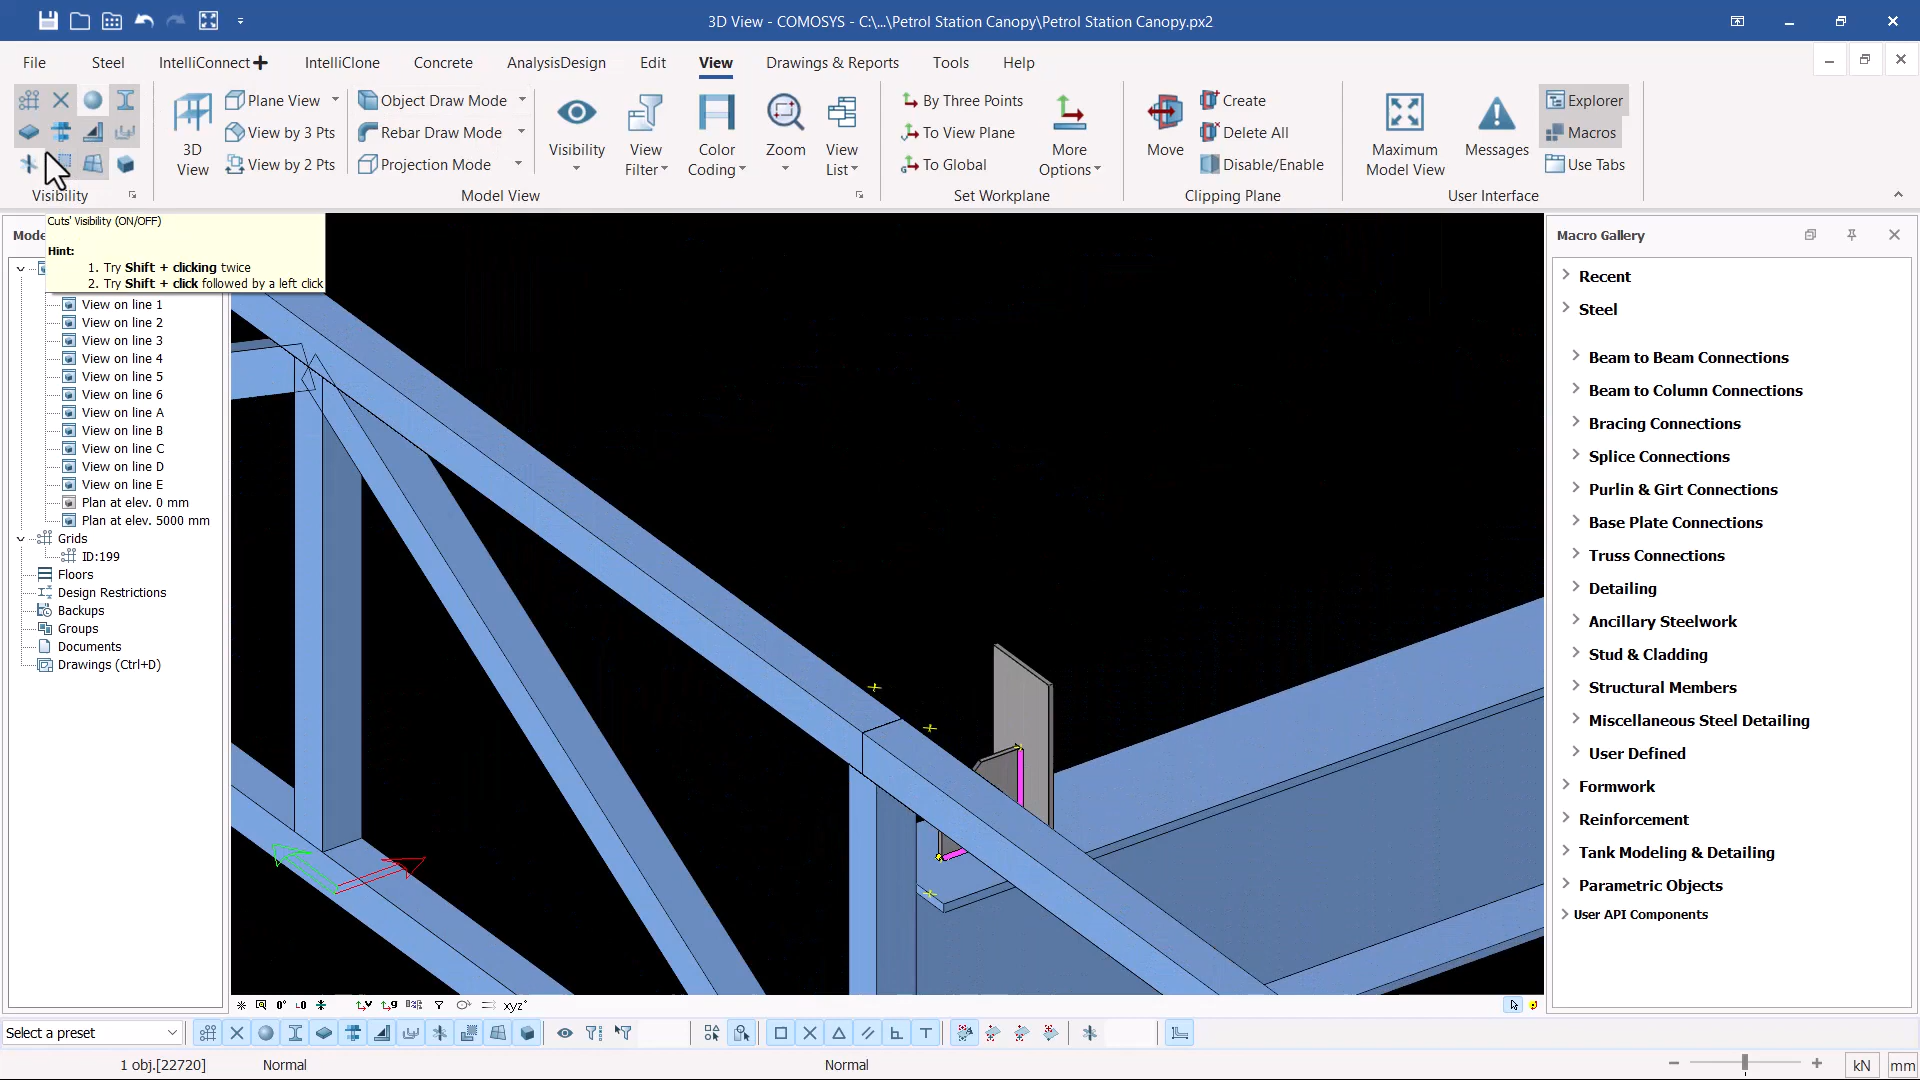 3D View - COMOSYS - C:\...\Petrol Station Canopy\Petrol Station Canopy.px2
File
Steel
IntelliConnect
IntelliClone
Concrete
AnalysisDesign
Edit
View
Drawings & Reports
Tools
Help
Visibility
3D View
Plane View
View by 3 Pts
View by 2 Pts
Object Draw Mode
Rebar Draw Mode
Projection Mode
Model View
Visibility
View Filter
Color Coding
Zoom
View List
By Three Points
To View Plane
To Global
More Options
Set Workplane
Move
Create
Delete All
Disable/Enable
Clipping Plane
Maximum Model View
Messages
Explorer
Macros
Use Tabs
User Interface
Cuts' Visibility (ON/OFF)
Hint:
1. Try Shift + clicking twice
2. Try Shift + click followed by a left click
View on line 1
View on line 2
View on line 3
View on line 4
View on line 5
View on line 6
View on line A
View on line B
View on line C
View on line D
View on line E
Plan at elev. 0 mm
Plan at elev. 5000 mm
Grids
ID:199
Floors
Design Restrictions
Backups
Groups
Documents
Drawings (Ctrl+D)
Macro Gallery
Recent
Steel
Beam to Beam Connections
Beam to Column Connections
Bracing Connections
Splice Connections
Purlin & Girt Connections
Base Plate Connections
Truss Connections
Detailing
Ancillary Steelwork
Stud & Cladding
Structural Members
Miscellaneous Steel Detailing
User Defined
Formwork
Reinforcement
Tank Modeling & Detailing
Parametric Objects
User API Components
xyz
Select a preset
1 obj.[22720]
Normal
Normal
kN
mm